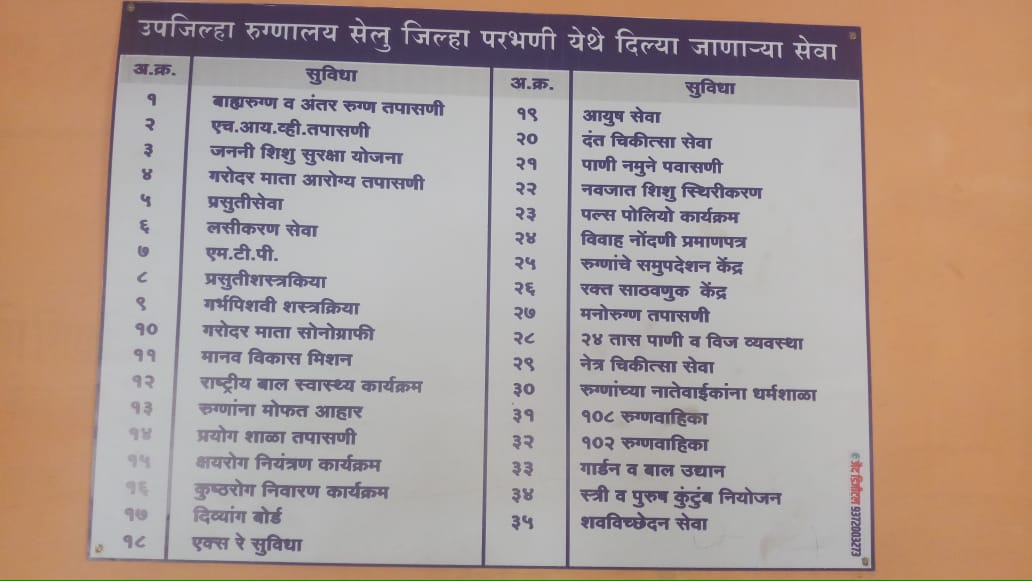 उपजिल्हा रुग्णालय सेलु जिल्हा परभणी येथे दिल्या जाणाऱ्या सेवा
अ.क्र. सुविधा
१ बाह्यरुग्ण व अंतर रुग्ण तपासणी
२ एच.आय.व्ही.तपासणी
३ जननी शिशु सुरक्षा योजना
४ गरोदर माता आरोग्य तपासणी
५ प्रसुतीसेवा
६ लसीकरण सेवा
७ एम.टी.पी.
८ प्रसुतीशस्त्रकिया
९ गर्भपिशवी शस्त्रक्रिया
१० गरोदर माता सोनोग्राफी
११ मानव विकास मिशन
१२ राष्ट्रीय बाल स्वास्थ्य कार्यक्रम
१३ रुग्णांना मोफत आहार
१४ प्रयोग शाळा तपासणी
१५ क्षयरोग नियंत्रण कार्यक्रम
१६ कुष्ठरोग निवारण कार्यक्रम
१७ दिव्यांग बोर्ड
१८ एक्स रे सुविधा
अ.क्र. सुविधा
१९ आयुष सेवा
२० दंत चिकीत्सा सेवा
२१ पाणी नमुने पवासणी
२२ नवजात शिशु स्थिरीकरण
२३ पल्स पोलियो कार्यक्रम
२४ विवाह नोंदणी प्रमाणपत्र
२५ रुग्णांचे समुपदेशन केंद्र
२६ रक्त साठवणुक केंद्र
२७ मनोरुग्ण तपासणी
२८ २४ तास पाणी व विज व्यवस्था
२९ नेत्र चिकीत्सा सेवा
३० रुग्णांच्या नातेवाईकांना धर्मशाळा
३१ १०८ रुग्णवाहिका
३२ १०२ रुग्णवाहिका
३३ गार्डन व बाल उद्यान
३४ स्त्री व पुरुष कुंटुंब नियोजन
३५ शवविच्छेदन सेवा
9372003273